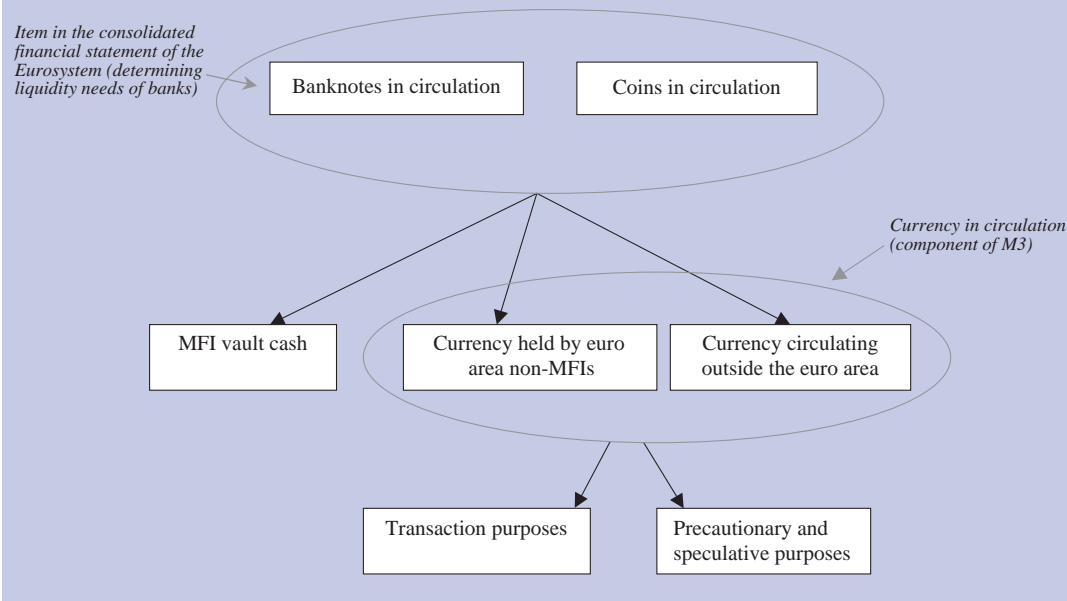 Item in the consolidated
financial statement of the
Eurosystem (determining
liquidity needs of banks)
Banknotes in circulation
Coins in circulation
Currency in circulation
(component of M3)
MFI vault cash
Currency held by euro
area non-MFIs
Currency circulating
outside the euro area
Transaction purposes
Precautionary and
speculative purposes